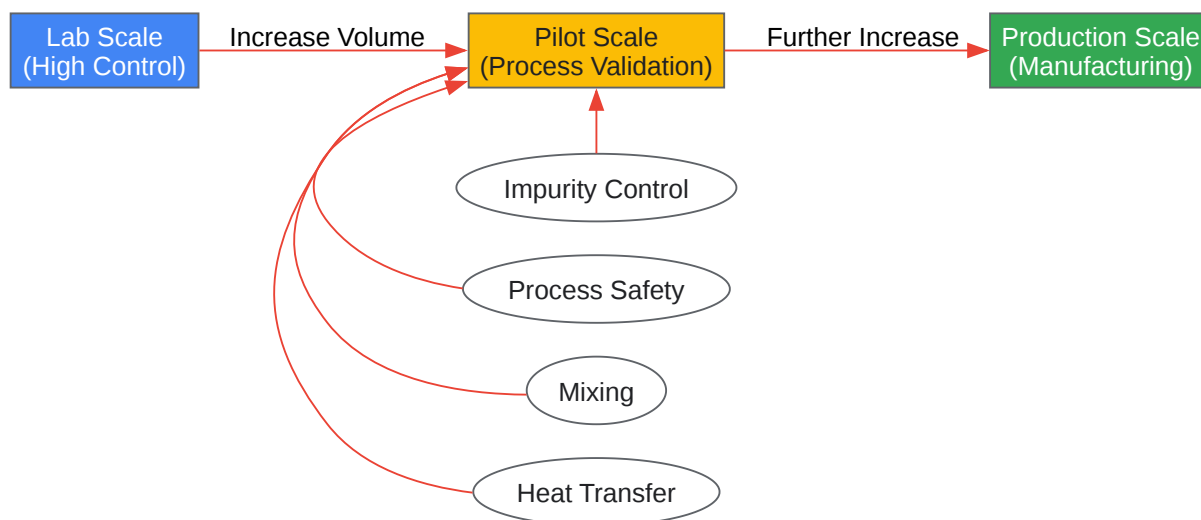 Lab Scale
(High Control)
Increase Volume
Pilot Scale
(Process Validation)
Further Increase
Production Scale
(Manufacturing)
Impurity Control
Process Safety
Mixing
Heat Transfer